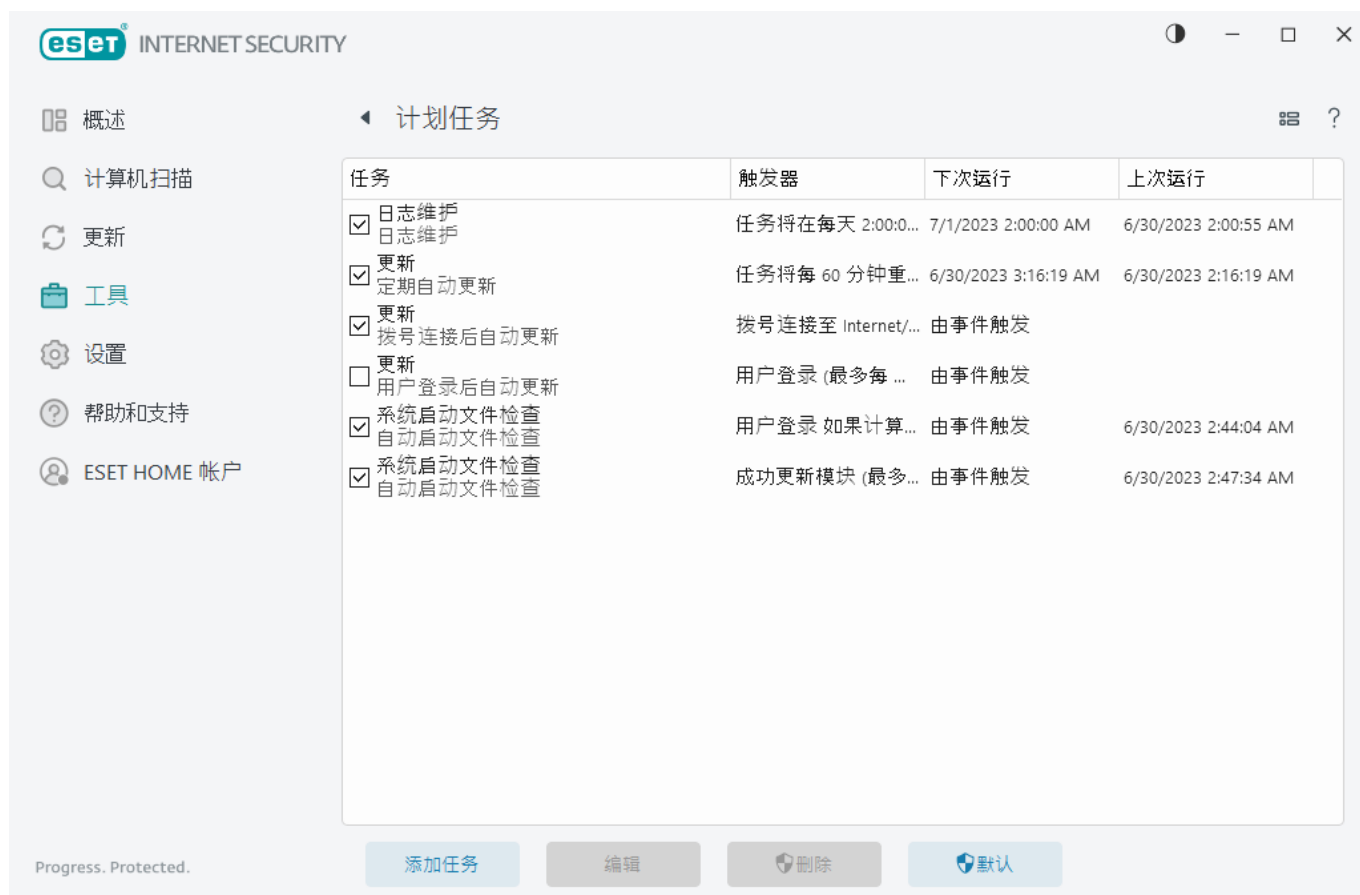 eset® INTERNET SECURITY
概述
计算机扫描
更新
工具
设置
帮助和支持
ESET HOME 帐户
计划任务
?
任务 触发器 下次运行 上次运行
日志维护
日志维护
任务将在每天 2:00:0... 7/1/2023 2:00:00 AM 6/30/2023 2:00:55 AM
更新
定期自动更新
任务将每 60 分钟重... 6/30/2023 3:16:19 AM 6/30/2023 2:16:19 AM
更新
拨号连接后自动更新
拨号连接至 Internet/... 由事件触发
更新
用户登录后自动更新
用户登录 (最多每 ... 由事件触发
系统启动文件检查
自动启动文件检查
用户登录 如果计算... 由事件触发 6/30/2023 2:44:04 AM
系统启动文件检查
自动启动文件检查
成功更新模块 (最多... 由事件触发 6/30/2023 2:47:34 AM
Progress. Protected.
添加任务 编辑 删除 默认